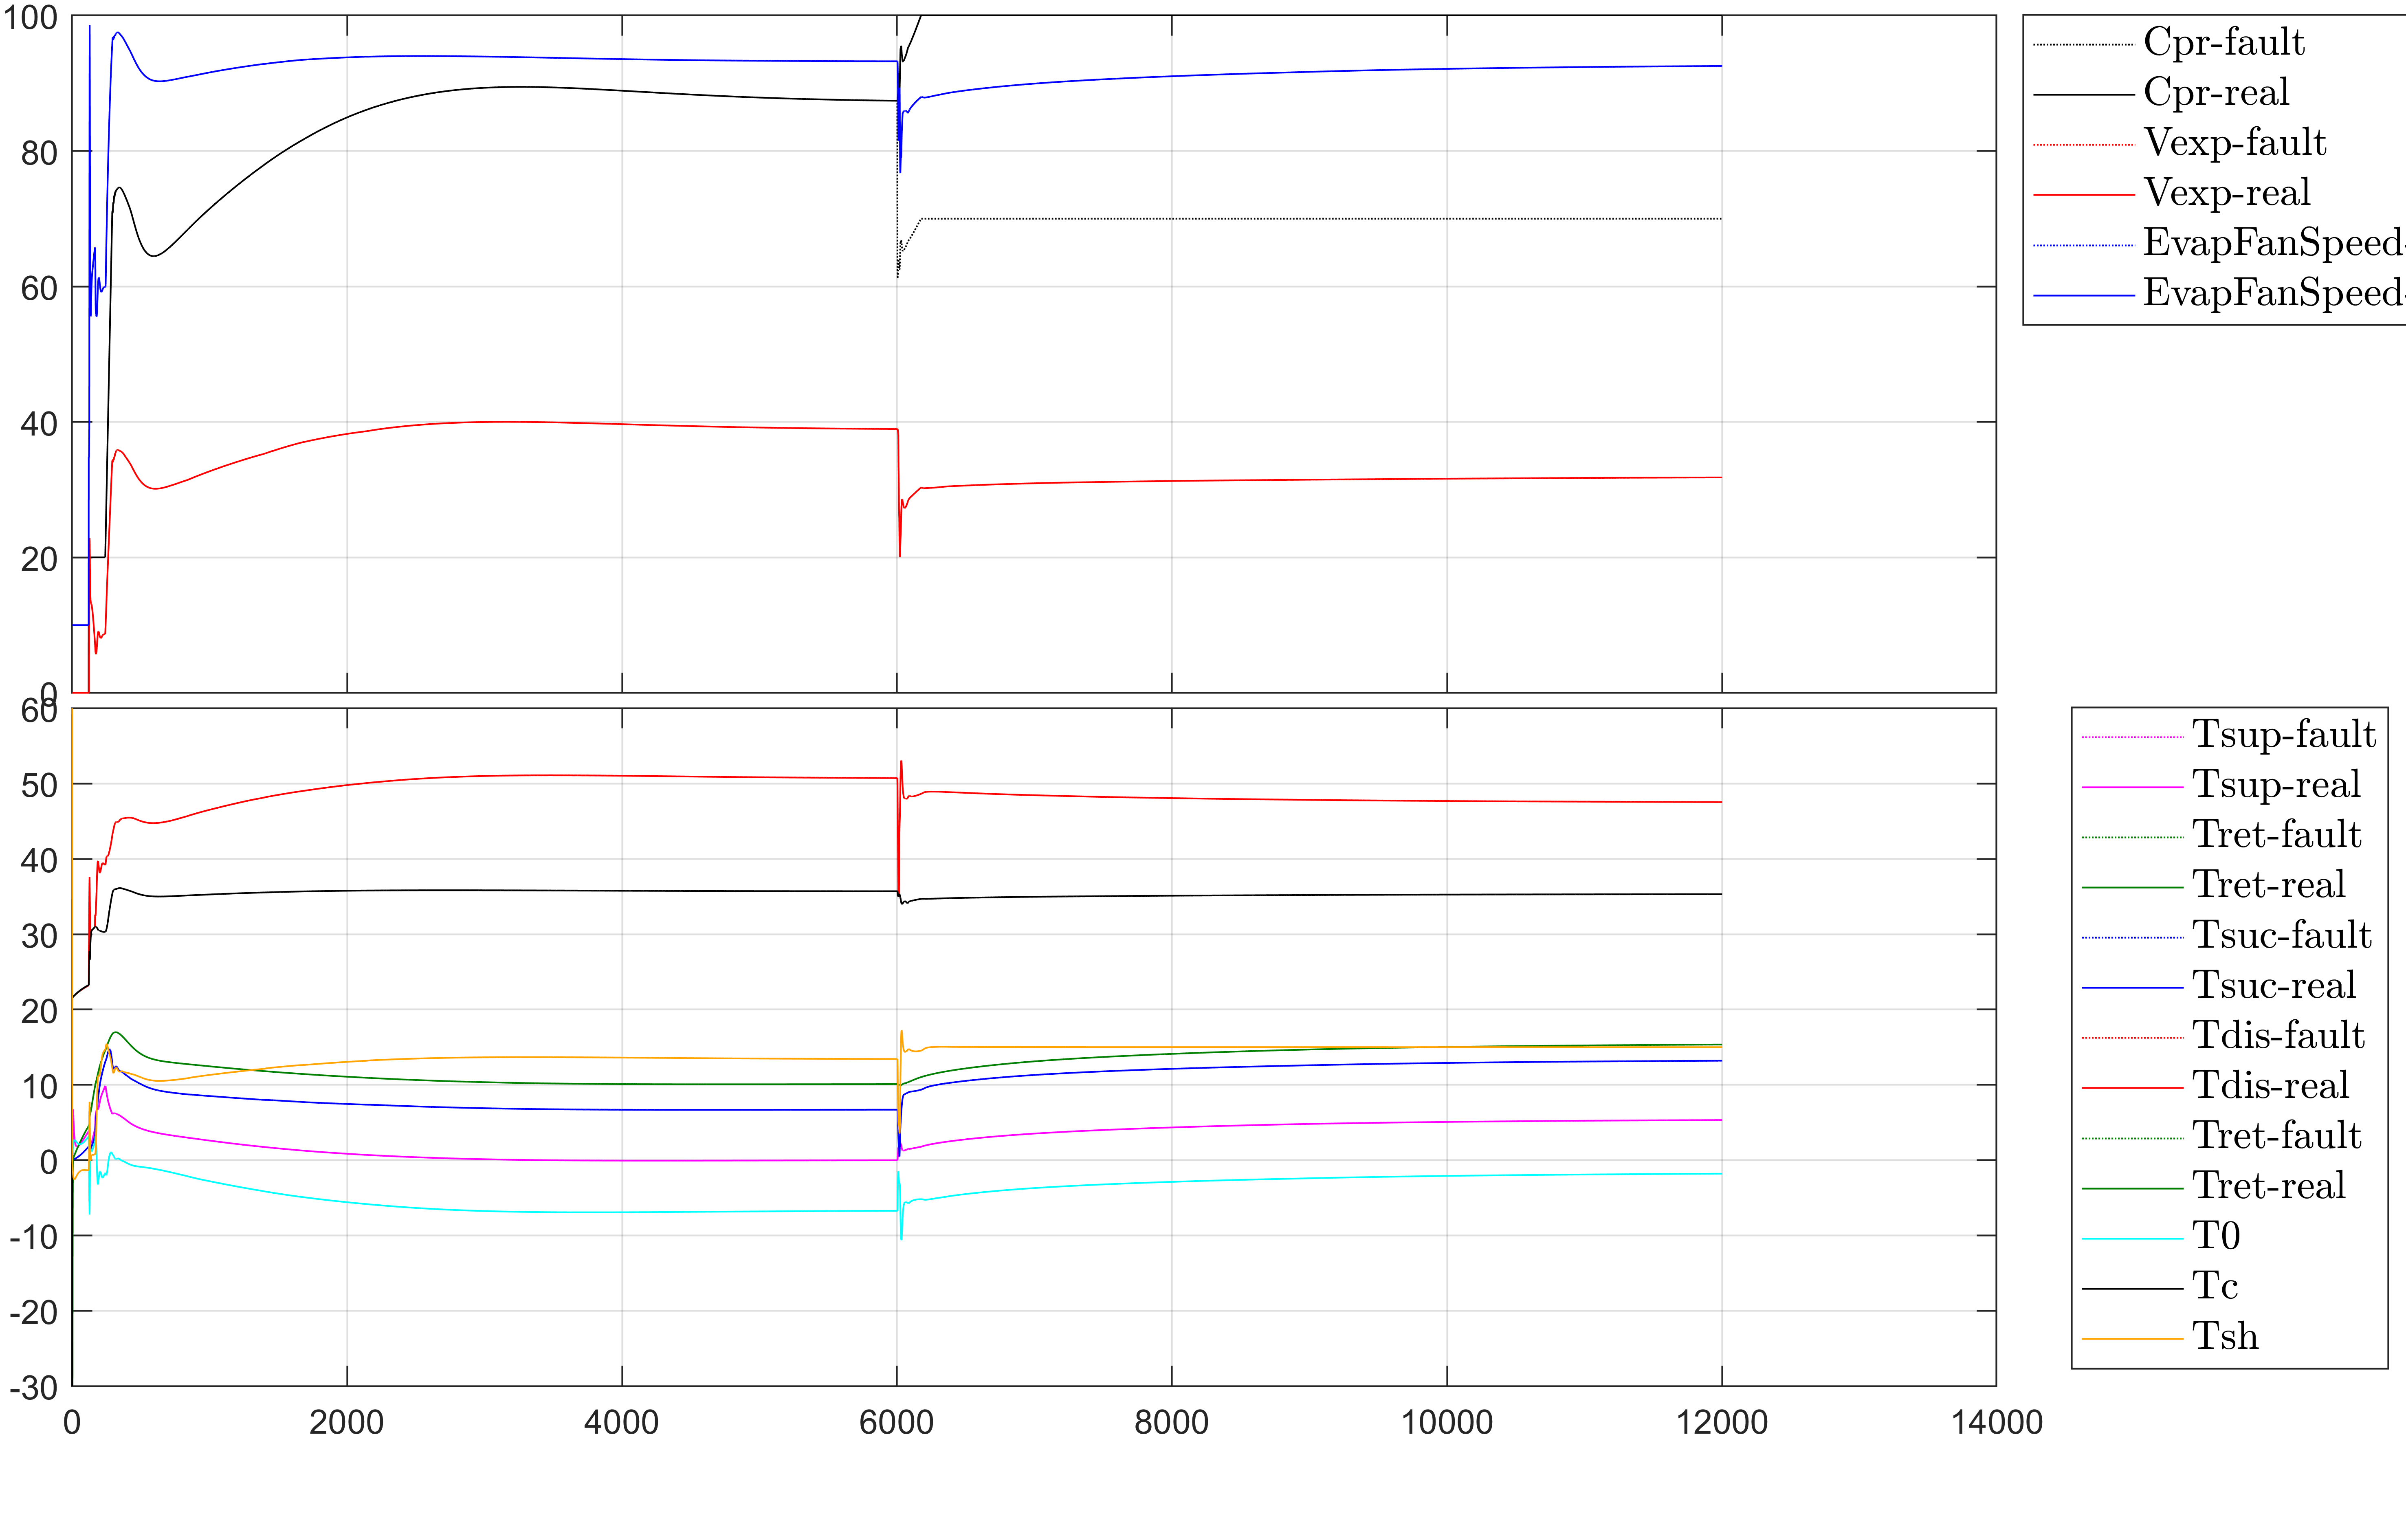 100
80
60
40
20
0
Cpr-fault
Cpr-real
Vexp-fault
Vexp-real
EvapFanSpeed-
EvapFanSpeed-
60
50
40
30
20
10
0
-10
-20
-30
0 2000 4000 6000 8000 10000 12000 14000
Tsup-fault
Tsup-real
Tret-fault
Tret-real
Tsuc-fault
Tsuc-real
Tdis-fault
Tdis-real
Tret-fault
Tret-real
T0
Tc
Tsh